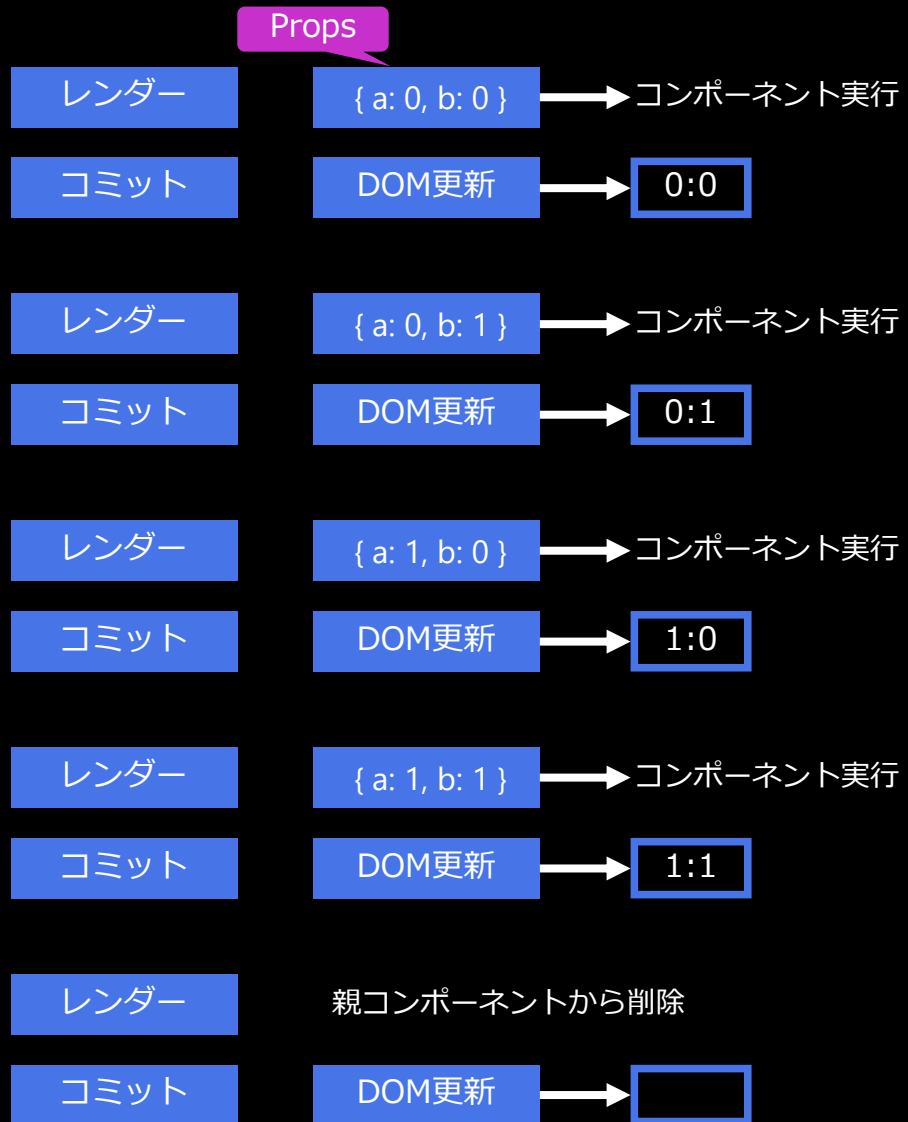 Props
レンダー { a: 0, b: 0 } コンポーネント実行
コミット DOM更新 0:0
レンダー { a: 0, b: 1 } コンポーネント実行
コミット DOM更新 0:1
レンダー { a: 1, b: 0 } コンポーネント実行
コミット DOM更新 1:0
レンダー { a: 1, b: 1 } コンポーネント実行
コミット DOM更新 1:1
レンダー 親コンポーネントから削除
コミット DOM更新